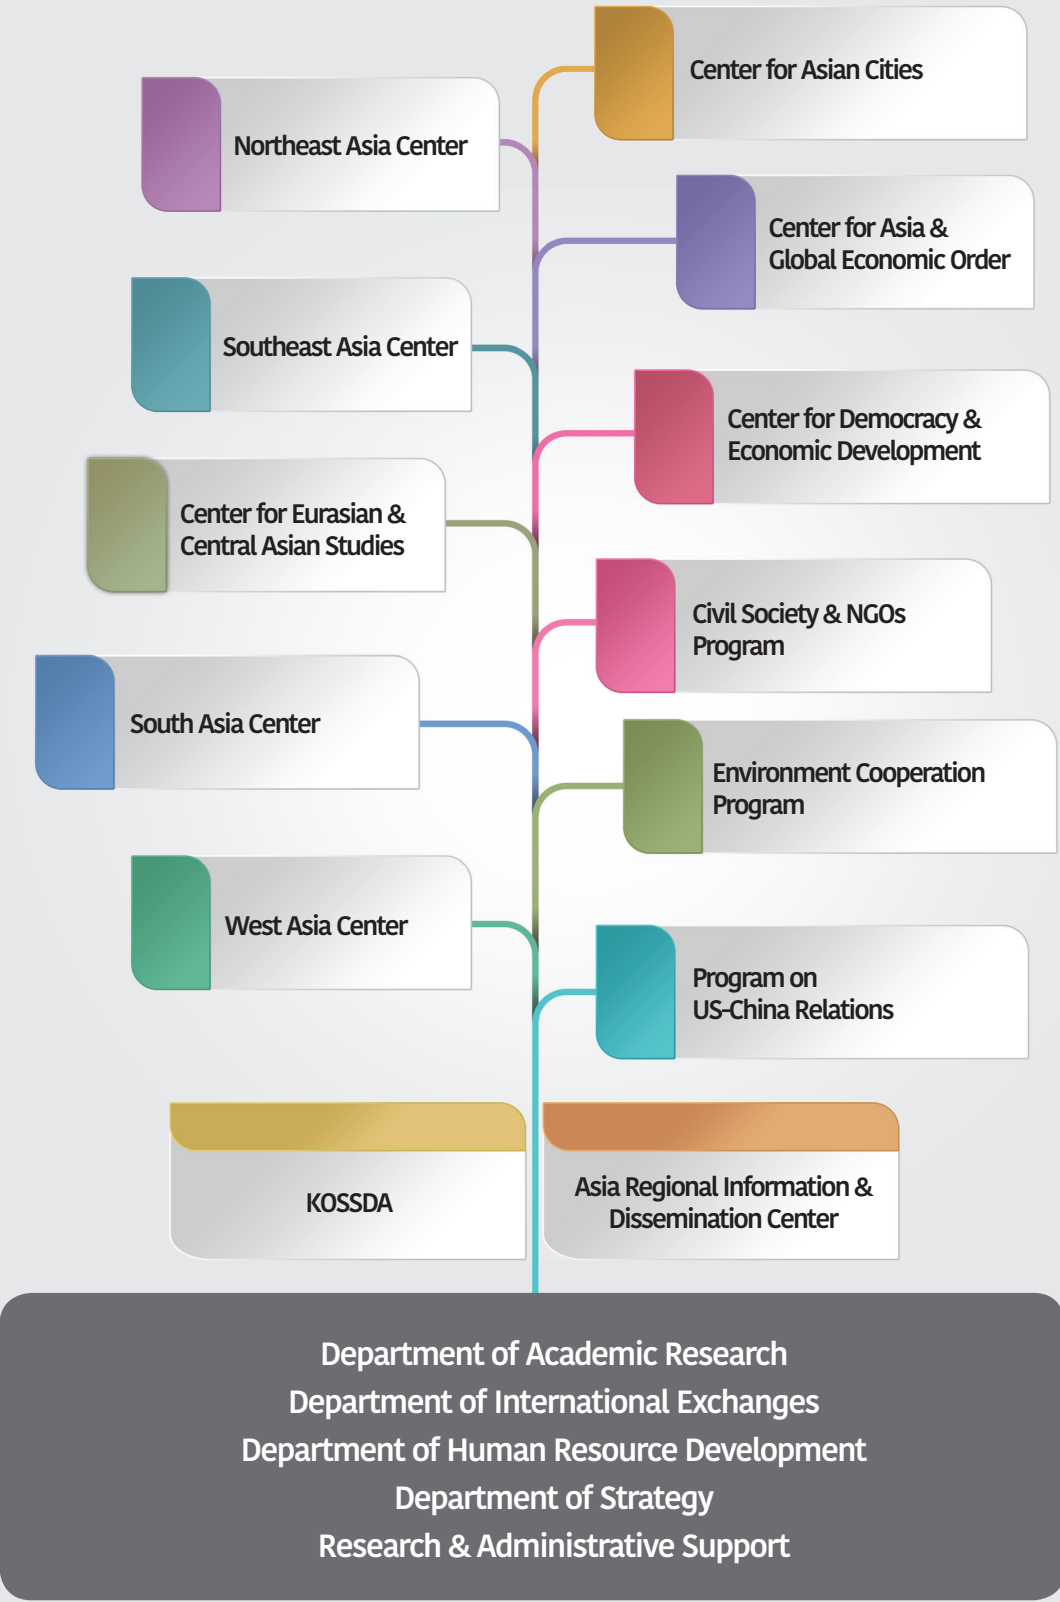 Center for Asian Cities
Northeast Asia Center
Center for Asia &
Global Economic Order
Southeast Asia Center
Center for Democracy &
Economic Development
Center for Eurasian &
Central Asian Studies
Civil Society & NGOs
Program
South Asia Center
Environment Cooperation
Program
West Asia Center
Program on
US-China Relations
KOSSDA
Asia Regional Information &
Dissemination Center
Department of Academic Research
Department of International Exchanges
Department of Human Resource Development
Department of Strategy
Research & Administrative Support